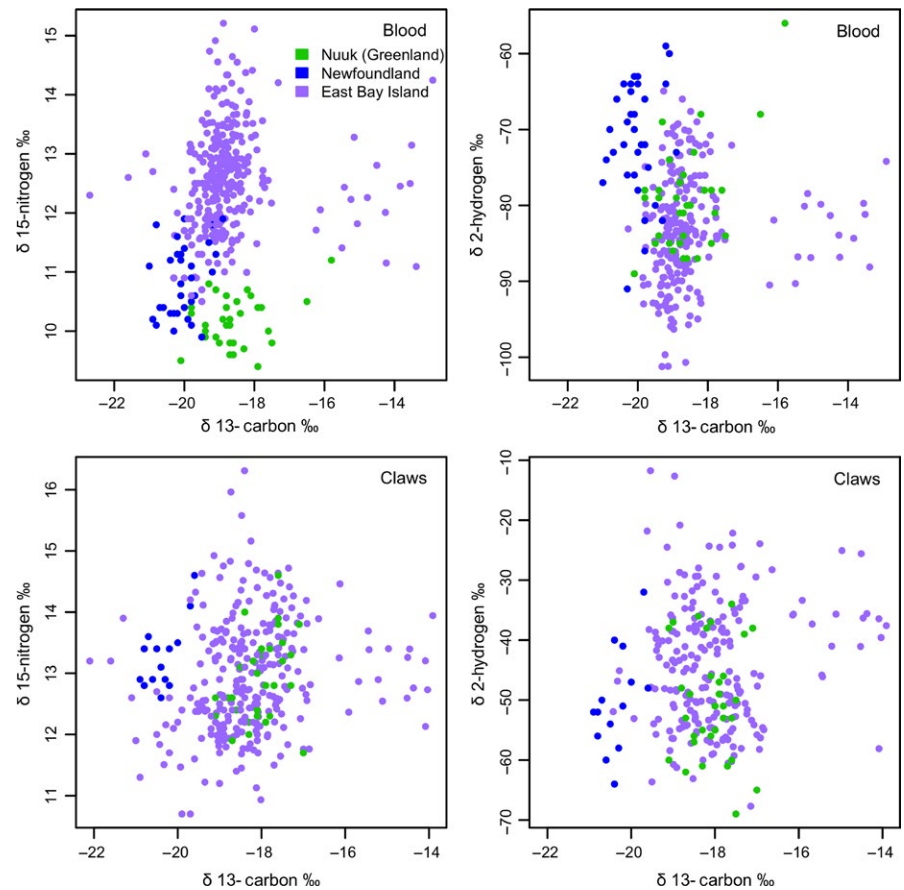 Blood
Nuuk (Greenland)
Newfoundland
East Bay Island
δ 15-nitrogen ‰
15
14
13
12
11
10
−22 −20 −18 −16 −14
δ 13- carbon ‰
Blood
δ 2-hydrogen ‰
−60
−70
−80
−90
−100
−22 −20 −18 −16 −14
δ 13- carbon ‰
Claws
δ 15-nitrogen ‰
16
15
14
13
12
11
−22 −20 −18 −16 −14
δ 13- carbon ‰
Claws
δ 2-hydrogen ‰
−10
−20
−30
−40
−50
−60
−70
−22 −20 −18 −16 −14
δ 13- carbon ‰